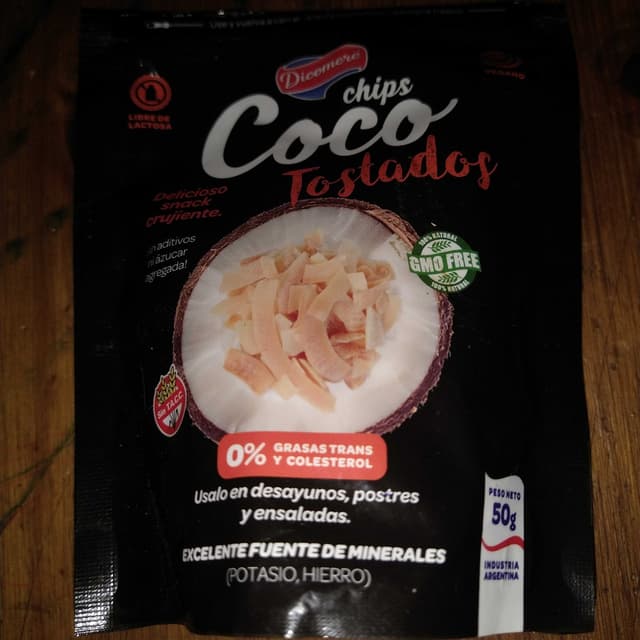 Dicomere
chips
Coco
Tostados
LIBRE DE
LACTOSA
Delicioso
snack
crujiente.
aditivos
azucar
agregada!
100% NATURAL
GMO FREE
100% NATURAL
Sin T.A.C.C.
0% GRASAS TRANS
Y COLESTEROL
Usalo en desayunos, postres
y ensaladas.
EXCELENTE FUENTE DE MINERALES
(POTASIO, HIERRO)
PESO NETO
50g
INDUSTRIA
ARGENTINA